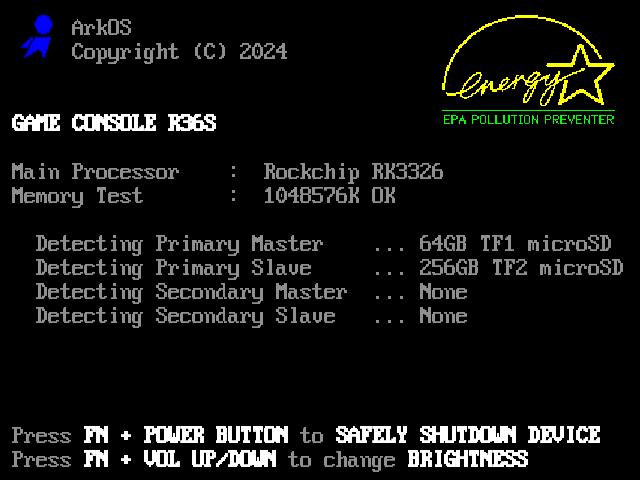 ArkOS
Copyright (C) 2024
energy
EPA POLLUTION PREVENTER
GAME CONSOLE R36S
Main Processor : Rockchip RK3326
Memory Test : 1048576K OK
Detecting Primary Master ... 64GB TF1 microSD
Detecting Primary Slave ... 256GB TF2 microSD
Detecting Secondary Master ... None
Detecting Secondary Slave ... None
Press FN + POWER BUTTON to SAFELY SHUTDOWN DEVICE
Press FN + VOL UP/DOWN to change BRIGHTNESS